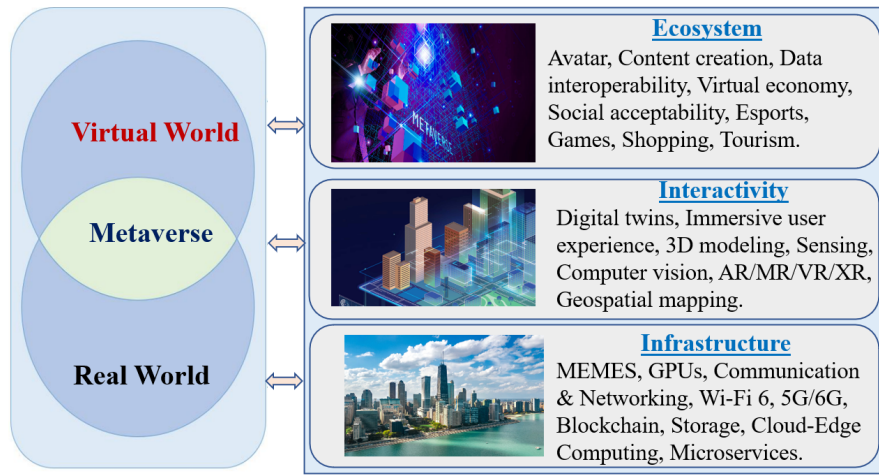 Virtual World
Metaverse
Real World
Ecosystem
Avatar, Content creation, Data
interoperability, Virtual economy,
Social acceptability, Esports,
Games, Shopping, Tourism.
METAVERSE
Interactivity
Digital twins, Immersive user
experience, 3D modeling, Sensing,
Computer vision, AR/MR/VR/XR,
Geospatial mapping.
Infrastructure
MEMES, GPUs, Communication
& Networking, Wi-Fi 6, 5G/6G,
Blockchain, Storage, Cloud-Edge
Computing, Microservices.